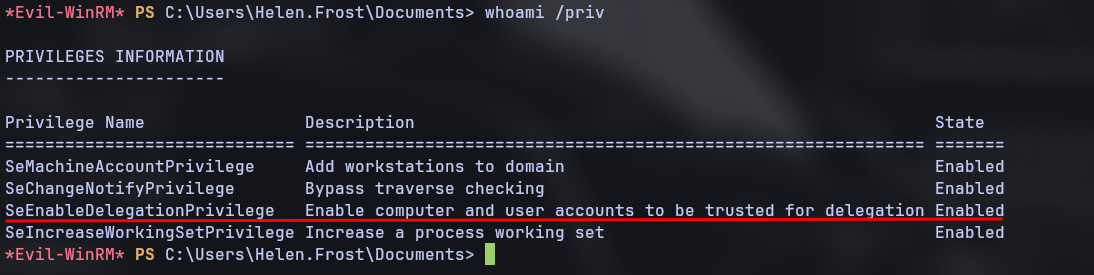 *Evil-WinRM* PS C:\Users\Helen.Frost\Documents> whoami /priv
PRIVILEGES INFORMATION
----------------------
Privilege Name                Description                                                    State
============================= ============================================================== =======
SeMachineAccountPrivilege     Add workstations to domain                                     Enabled
SeChangeNotifyPrivilege       Bypass traverse checking                                       Enabled
SeEnableDelegationPrivilege   Enable computer and user accounts to be trusted for delegation Enabled
SeIncreaseWorkingSetPrivilege Increase a process working set                                 Enabled
*Evil-WinRM* PS C:\Users\Helen.Frost\Documents>